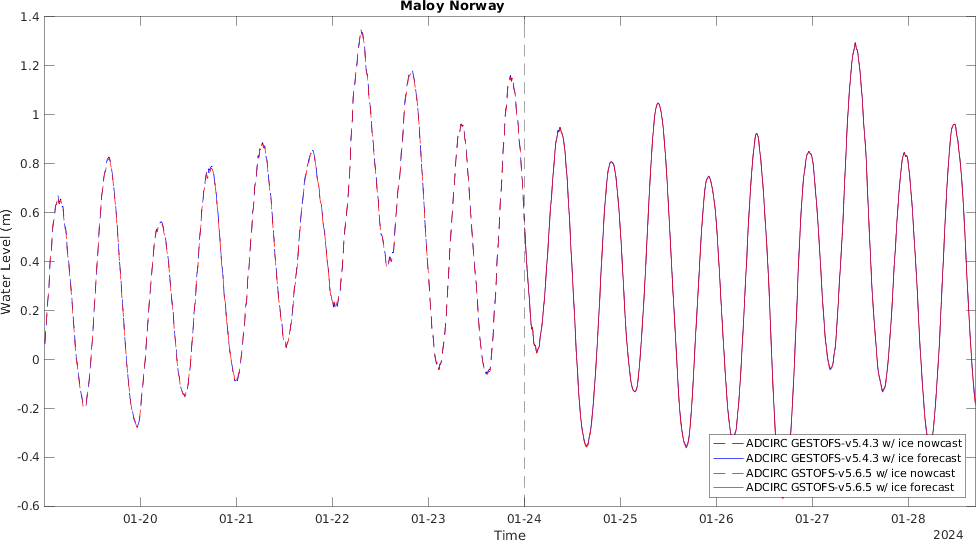 Maloy Norway
1.4
1.2
1
0.8
0.6
0.4
0.2
0
-0.2
-0.4
-0.6
Water Level (m)
ADCIRC GESTOFS-v5.4.3 w/ ice nowcast
ADCIRC GESTOFS-v5.4.3 w/ ice forecast
ADCIRC GSTOFS-v5.6.5 w/ ice nowcast
ADCIRC GSTOFS-v5.6.5 w/ ice forecast
01-20 01-21 01-22 01-23 01-24 01-25 01-26 01-27 01-28
Time
2024